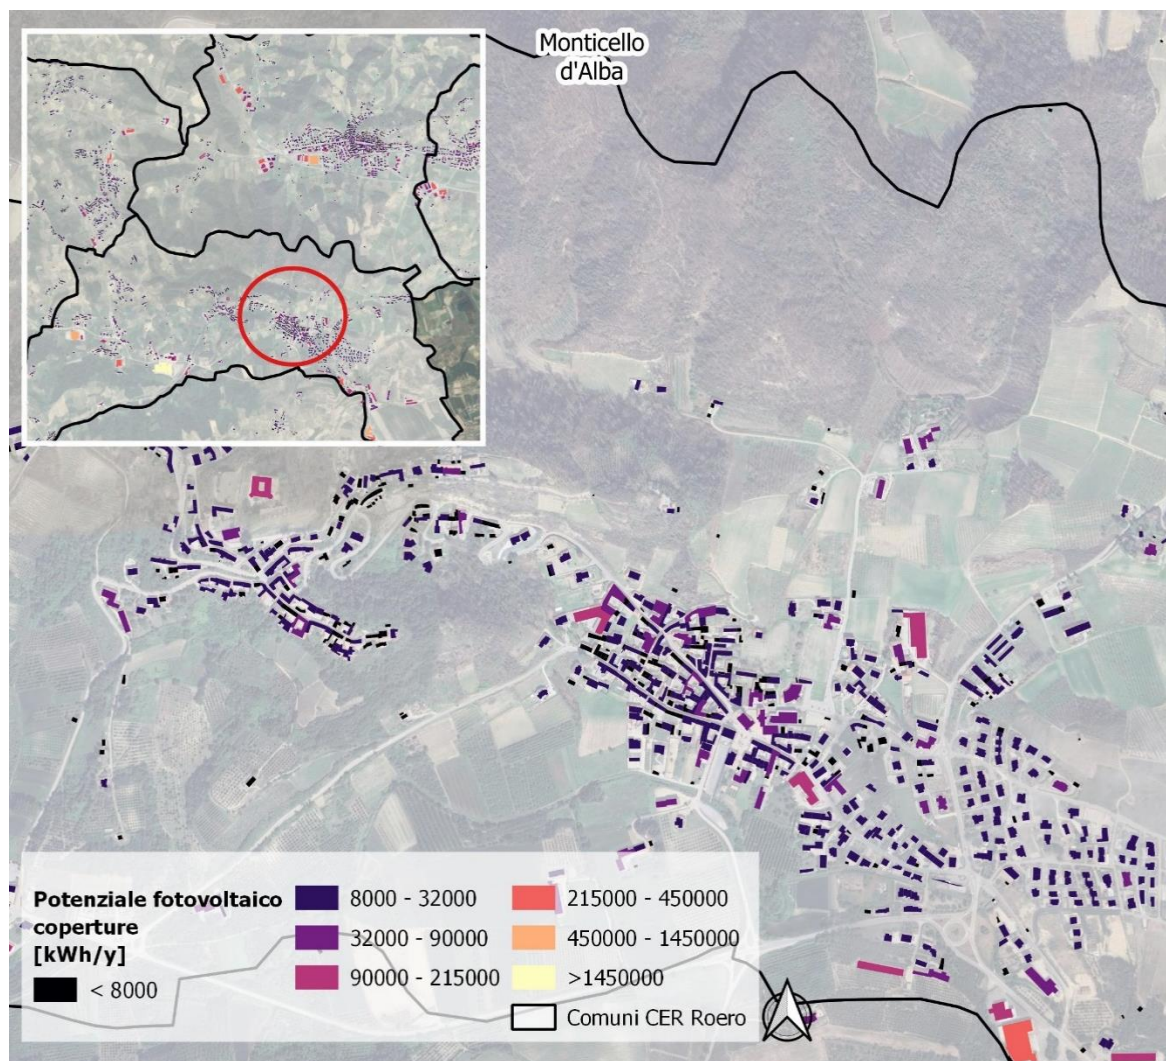 Monticello
d'Alba
Potenziale fotovoltaico
coperture
[kWh/y]
< 8000
8000 - 32000
32000 - 90000
90000 - 215000
215000 - 450000
450000 - 1450000
>1450000
Comuni CER Roero